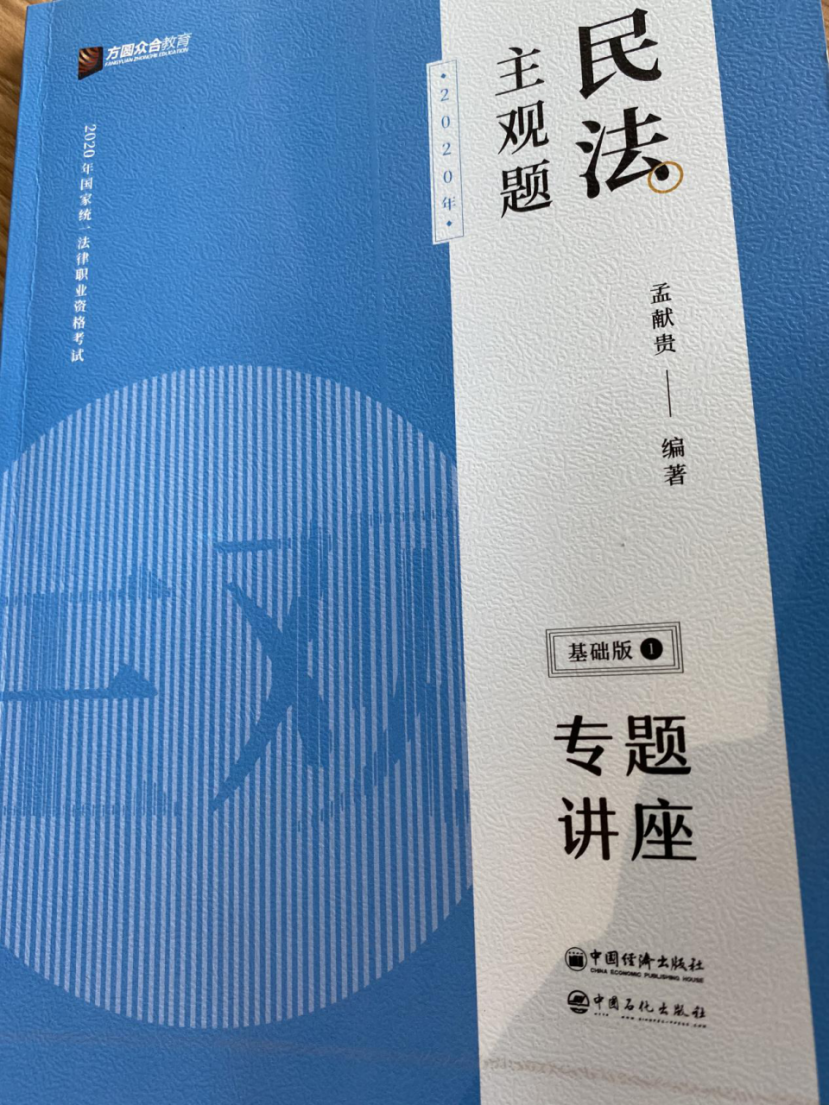 方圆众合教育
FANGYUAN ZHONGHE EDUCATION
2020年国家统一法律职业资格考试
2020年
民法
主观题
孟献贵 编著
基础版 1
专题
讲座
中国经济出版社
CHINA ECONOMIC PUBLISHING HOUSE
中国石化出版社